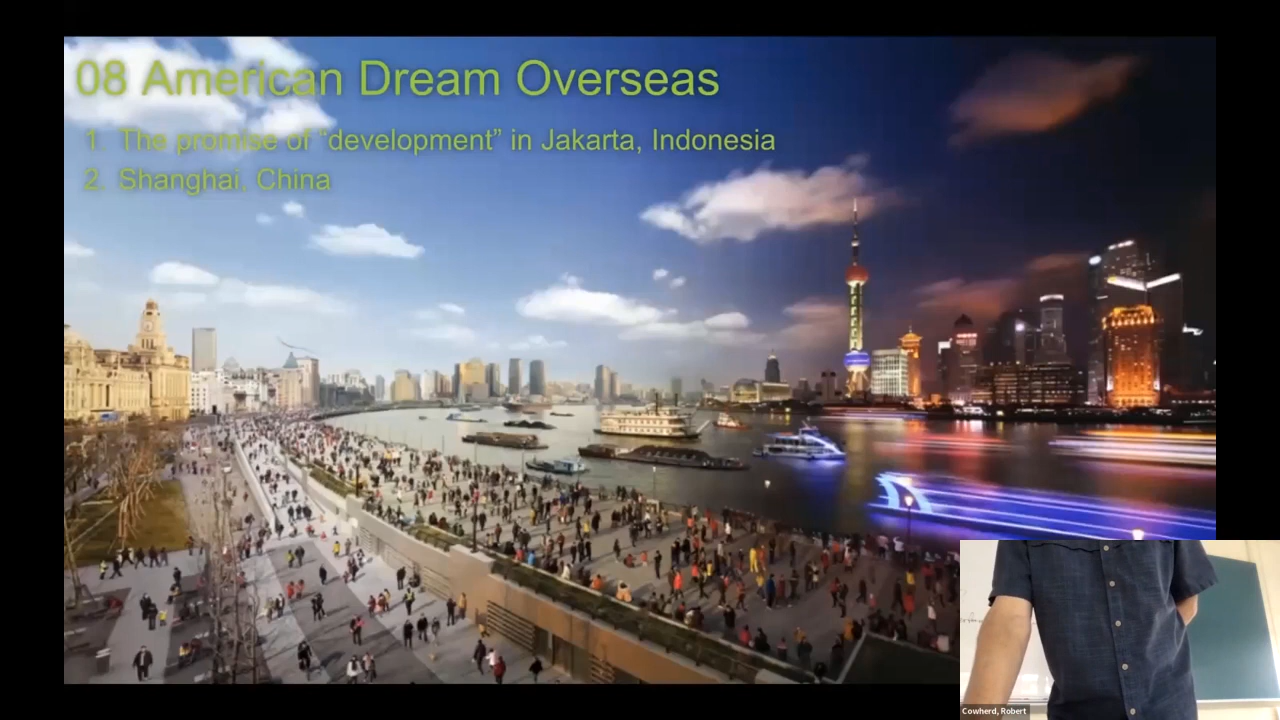 08 American Dream Overseas
1. The promise of “development” in Jakarta, Indonesia
2. Shanghai, China
Cowherd, Robert